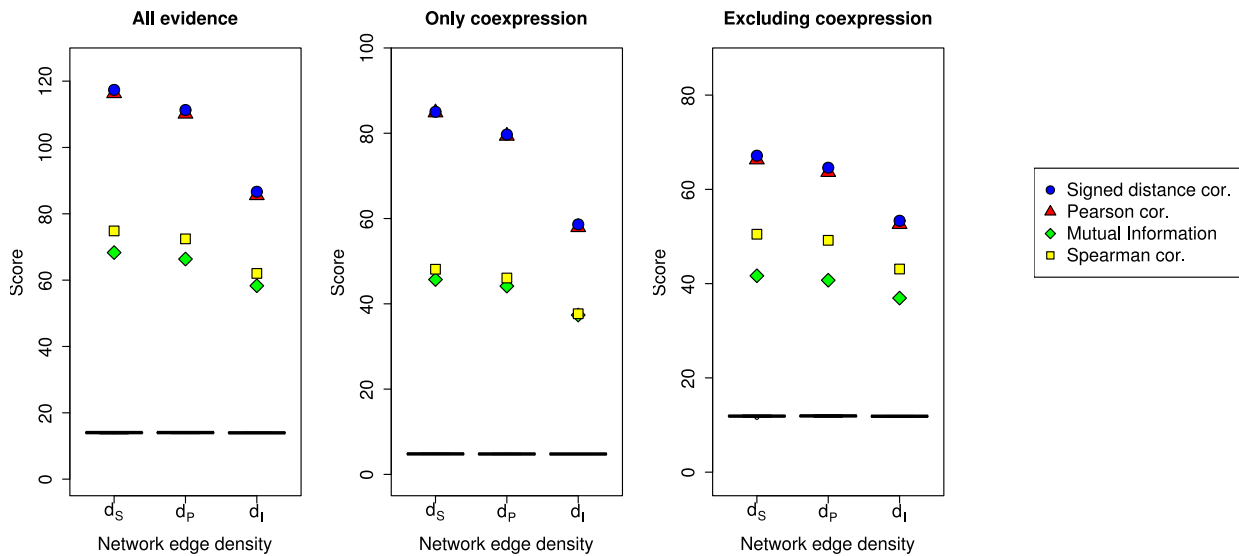 All evidence
Only coexpression
Excluding coexpression
Score
120
100
80
60
40
20
0
dS
dP
dI
Network edge density
Score
100
80
60
40
20
0
dS
dP
dI
Network edge density
Score
80
60
40
20
0
dS
dP
dI
Network edge density
Signed distance cor.
Pearson cor.
Mutual Information
Spearman cor.